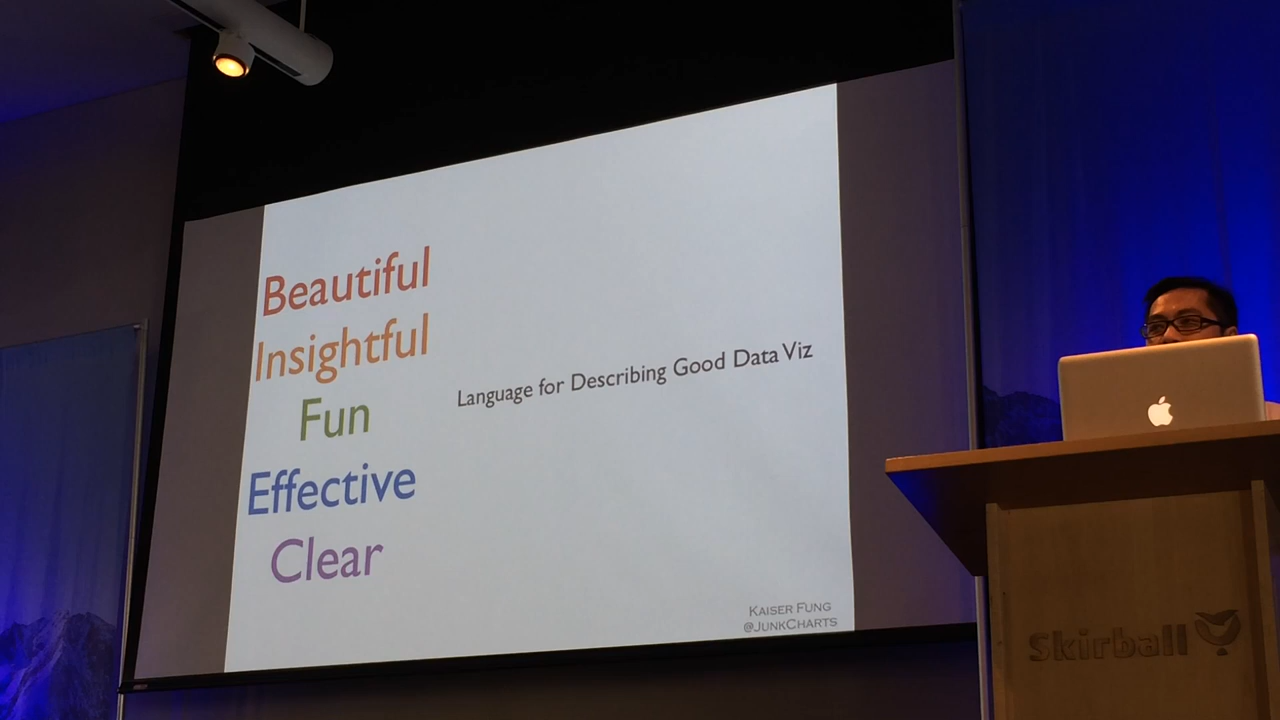 Beautiful
Insightful
Fun
Effective
Clear
Language for Describing Good Data Viz
Kaiser Fung
@JunkCharts
Skirball